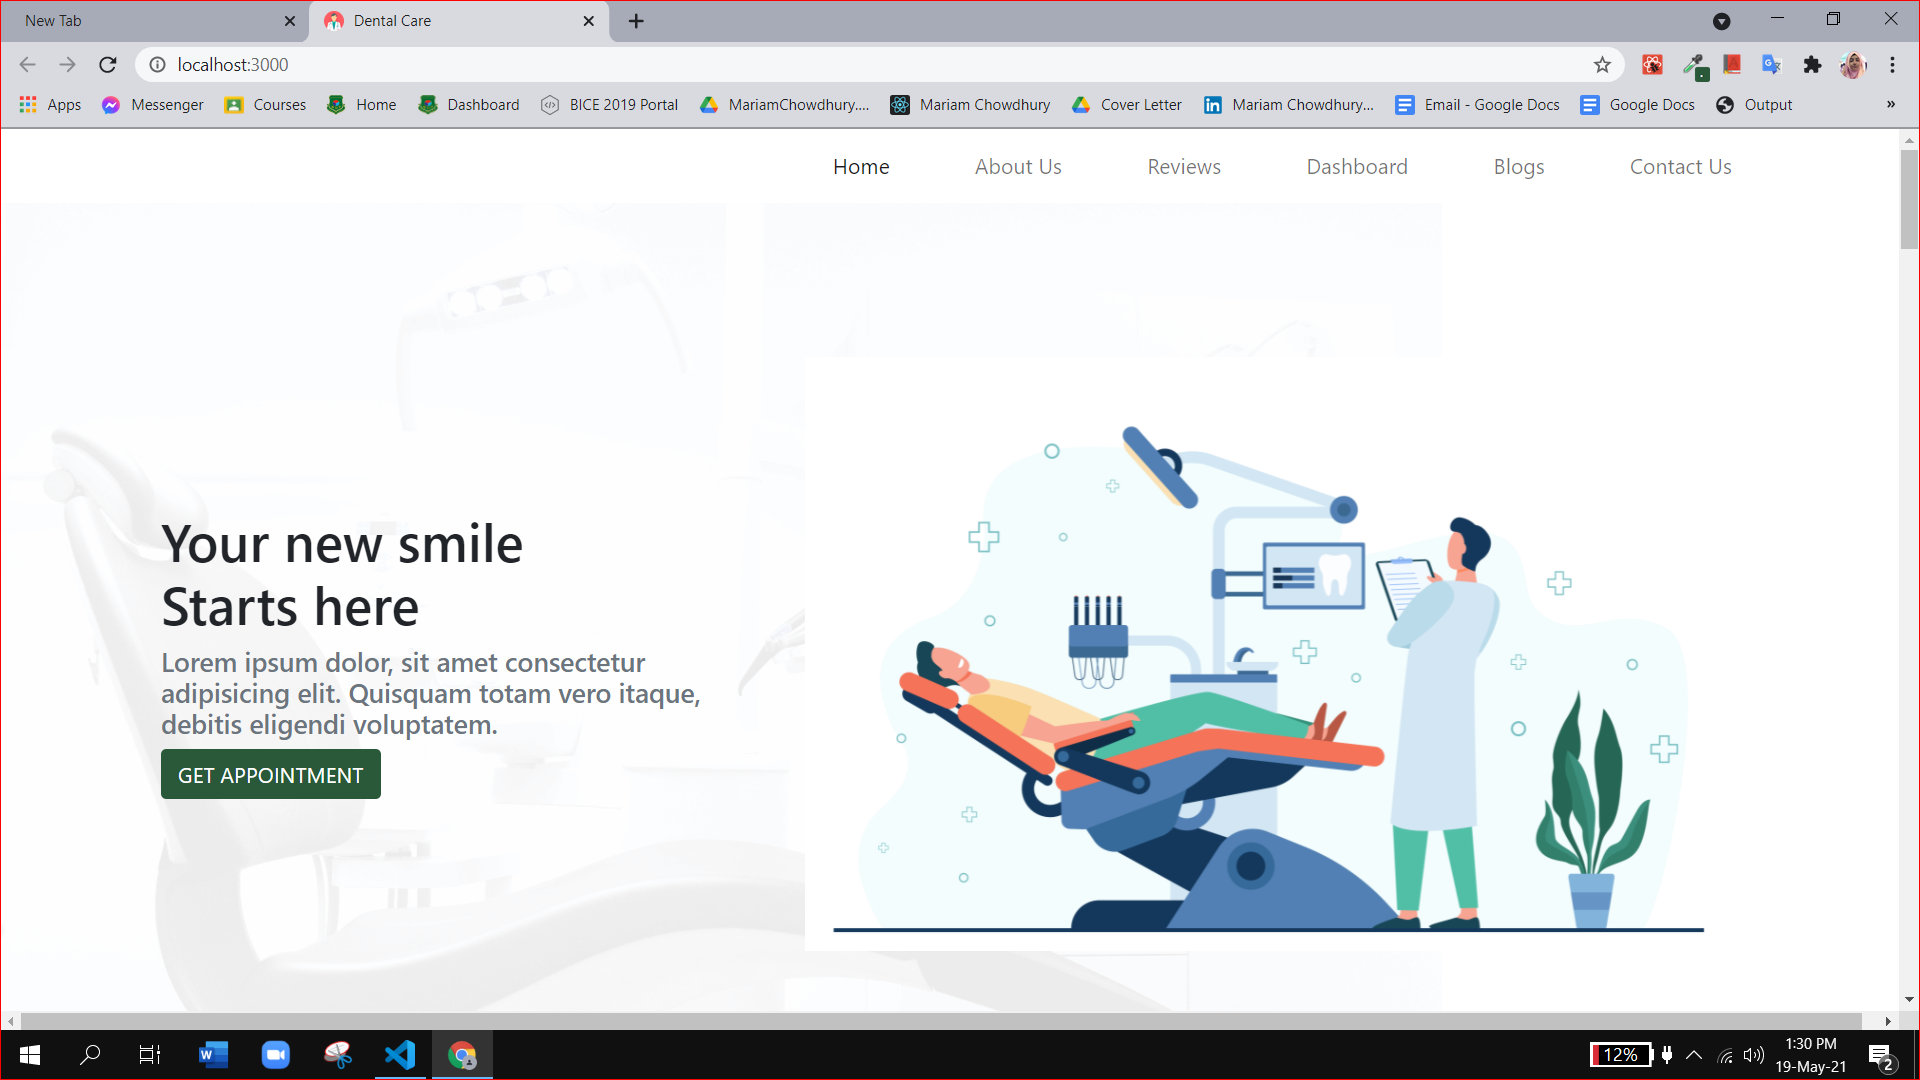 New Tab
Dental Care
localhost:3000
Apps
Messenger
Courses
Home
Dashboard
BICE 2019 Portal
MariamChowdhury....
Mariam Chowdhury
Cover Letter
Mariam Chowdhury...
Email - Google Docs
Google Docs
Output
»
Home
About Us
Reviews
Dashboard
Blogs
Contact Us
Your new smile
Starts here
Lorem ipsum dolor, sit amet consectetur
adipisicing elit. Quisquam totam vero itaque,
debitis eligendi voluptatem.
GET APPOINTMENT
12%
1:30 PM
19-May-21
2